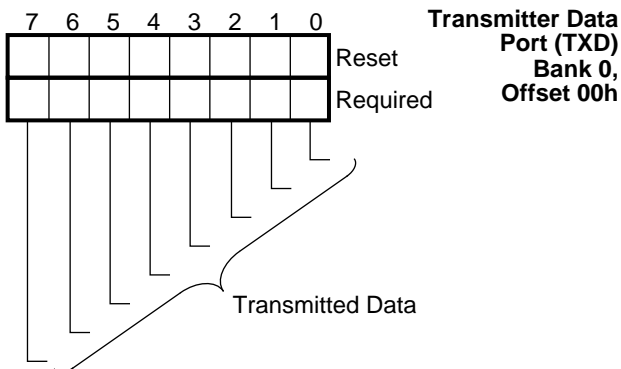 7 6 5 4 3 2 1 0
Reset
Required
Transmitter Data
Port (TXD)
Bank 0,
Offset 00h
Transmitted Data